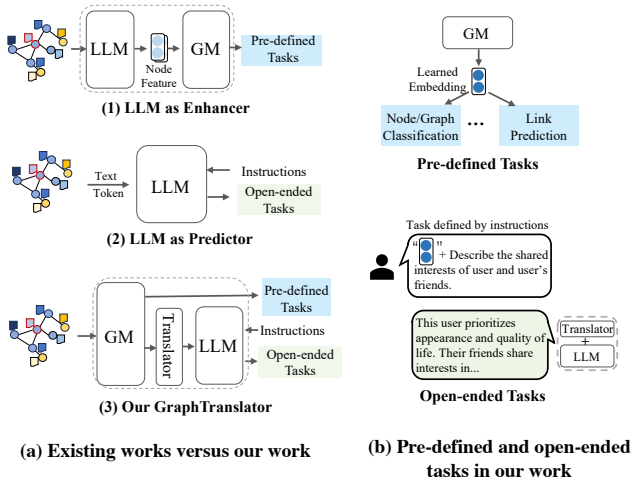 LLM
GM
Node
Feature
Pre-defined
Tasks
(1) LLM as Enhancer
Text
Token
LLM
Instructions
Open-ended
Tasks
(2) LLM as Predictor
GM
Translator
LLM
Pre-defined
Tasks
Instructions
Open-ended
Tasks
(3) Our GraphTranslator
(a) Existing works versus our work
GM
Learned
Embedding
Node/Graph
Classification
...
Link
Prediction
Pre-defined Tasks
Task defined by instructions
“ ”
+ Describe the shared
interests of user and user's
friends.
This user prioritizes
appearance and quality of
life. Their friends share
interests in...
Translator
+
LLM
Open-ended Tasks
(b) Pre-defined and open-ended
tasks in our work